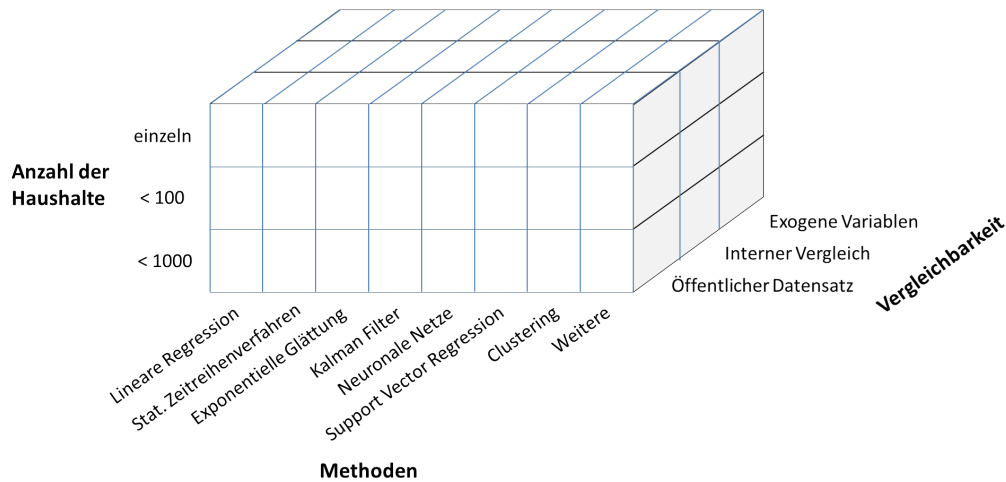 einzeln
Anzahl der
Haushalte
< 100
< 1000
Exogene Variablen
Interner Vergleich
Öffentlicher Datensatz
Vergleichbarkeit
Lineare Regression
Stat. Zeitreihenverfahren
Exponentielle Glättung
Kalman Filter
Neuronale Netze
Support Vector Regression
Clustering
Weitere
Methoden